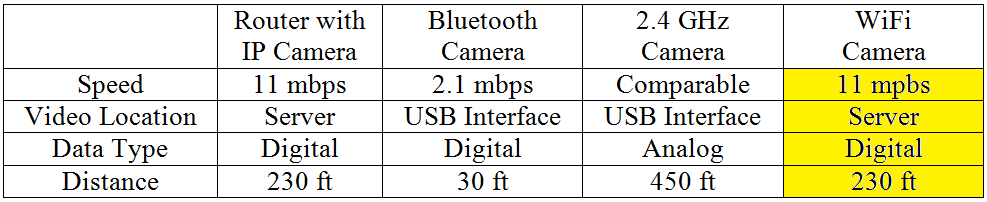 Router with IP Camera Bluetooth Camera 2.4 GHz Camera WiFi Camera
Speed 11 mbps 2.1 mbps Comparable 11 mpbs
Video Location Server USB Interface USB Interface Server
Data Type Digital Digital Analog Digital
Distance 230 ft 30 ft 450 ft 230 ft